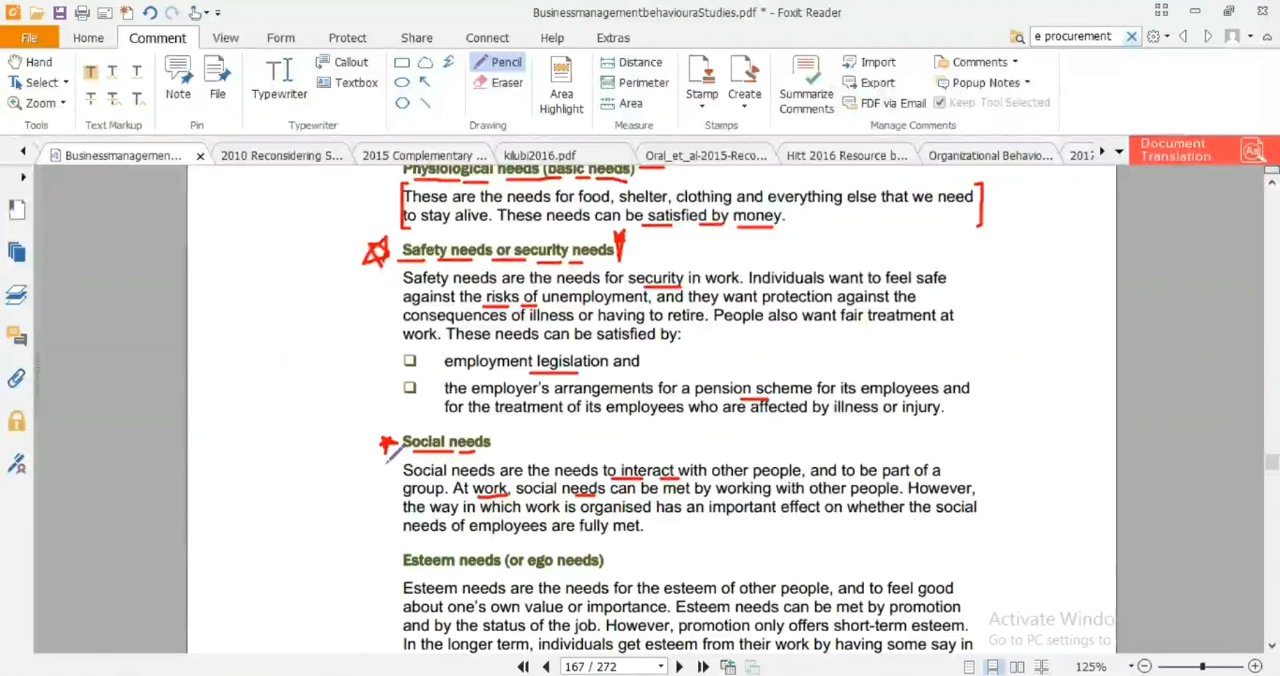 BusinessmanagementbehaviouraStudies.pdf * - Foxit Reader
File Home Comment View Form Protect Share Connect Help Extras
e procurement
Hand
Select
Zoom
Tools
Text Markup
Note
File
Pin
Typewriter
Callout
Textbox
Typewriter
Pencil
Eraser
Area Highlight
Drawing
Distance
Perimeter
Area
Measure
Stamp
Create
Stamps
Summarize Comments
Import
Export
FDF via Email
Comments
Popup Notes
Keep Tool Selected
Manage Comments
Businessmanagemen... 2010 Reconsidering S... 2015 Complementary ... kilubi2016.pdf Oral_et_al-2015-Reco... Hitt 2016 Resource b... Organizational Behavio... 2017
Document Translation
Physiological needs (basic needs)
These are the needs for food, shelter, clothing and everything else that we need
to stay alive. These needs can be satisfied by money.
Safety needs or security needs
Safety needs are the needs for security in work. Individuals want to feel safe
against the risks of unemployment, and they want protection against the
consequences of illness or having to retire. People also want fair treatment at
work. These needs can be satisfied by:
employment legislation and
the employer's arrangements for a pension scheme for its employees and
for the treatment of its employees who are affected by illness or injury.
Social needs
Social needs are the needs to interact with other people, and to be part of a
group. At work, social needs can be met by working with other people. However,
the way in which work is organised has an important effect on whether the social
needs of employees are fully met.
Esteem needs (or ego needs)
Esteem needs are the needs for the esteem of other people, and to feel good
about one's own value or importance. Esteem needs can be met by promotion
and by the status of the job. However, promotion only offers short-term esteem.
In the longer term, individuals get esteem from their work by having some say in
Activate Windo
Go to PC settings to
167 / 272
125%